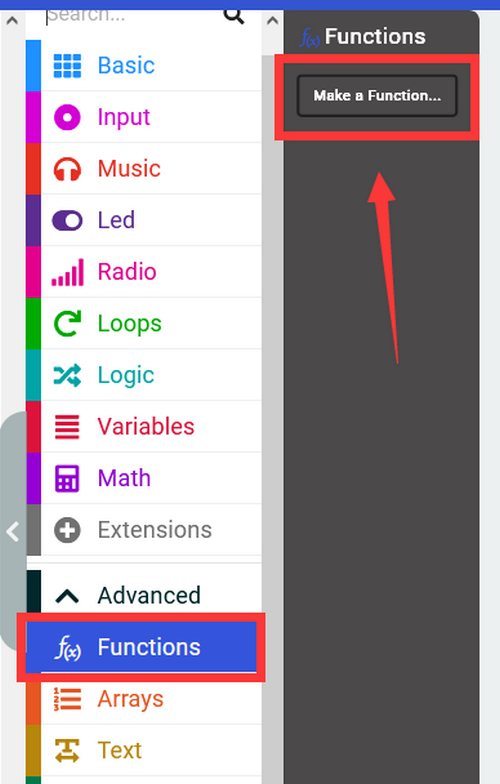 Search...
Basic
Input
Music
Led
Radio
Loops
Logic
Variables
Math
Extensions
Advanced
f(x) Functions
Arrays
Text
f(x) Functions
Make a Function...